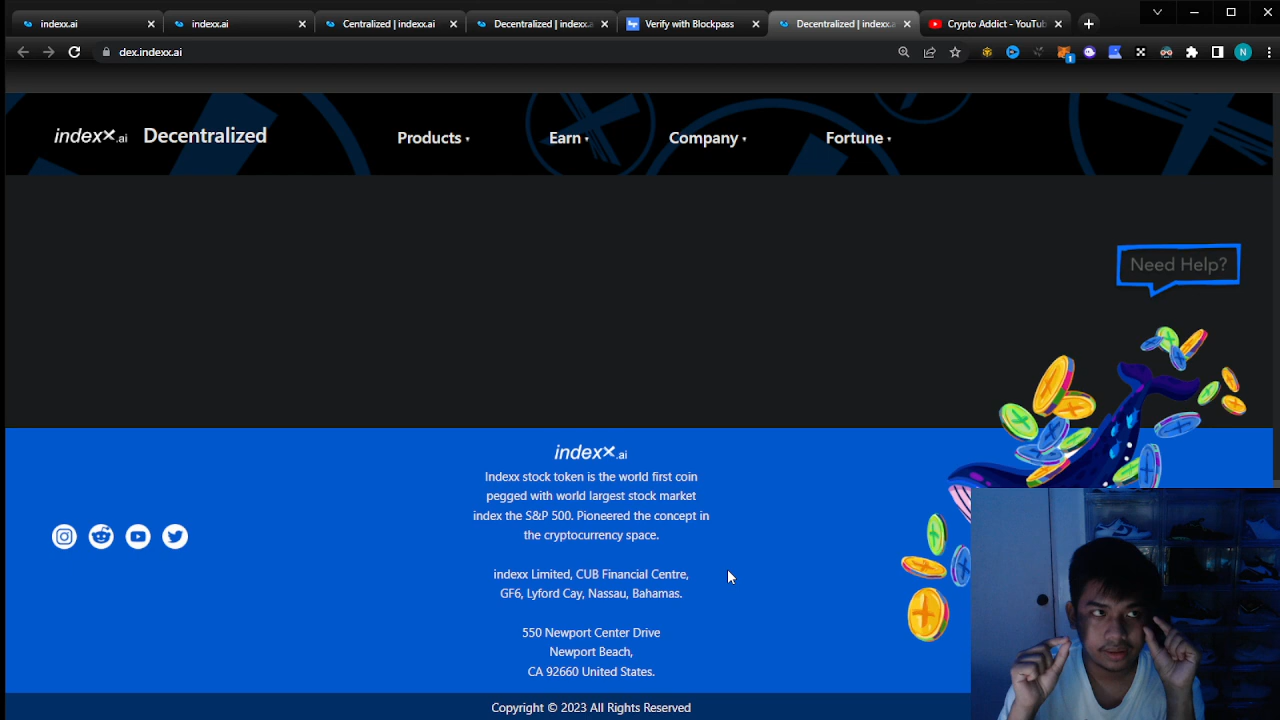 indexx.ai
indexx.ai
Centralized | indexx.ai
Decentralized | indexx.a
Verify with Blockpass
Decentralized | indexx.a
Crypto Addict - YouTub
dex.indexx.ai
1
N
indexx.ai Decentralized
Products
Earn
Company
Fortune
Need Help?
indexx.ai
Indexx stock token is the world first coin
pegged with world largest stock market
index the S&P 500. Pioneered the concept in
the cryptocurrency space.
indexx Limited, CUB Financial Centre,
GF6, Lyford Cay, Nassau, Bahamas.
550 Newport Center Drive
Newport Beach,
CA 92660 United States.
Copyright © 2023 All Rights Reserved